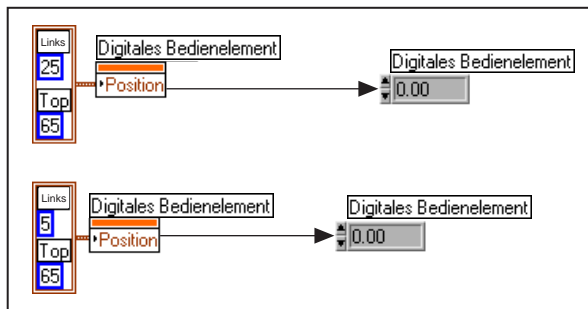 Links
25
Top
65
Digitales Bedienelement
Position
Digitales Bedienelement
0.00
Links
5
Top
65
Digitales Bedienelement
Position
Digitales Bedienelement
0.00